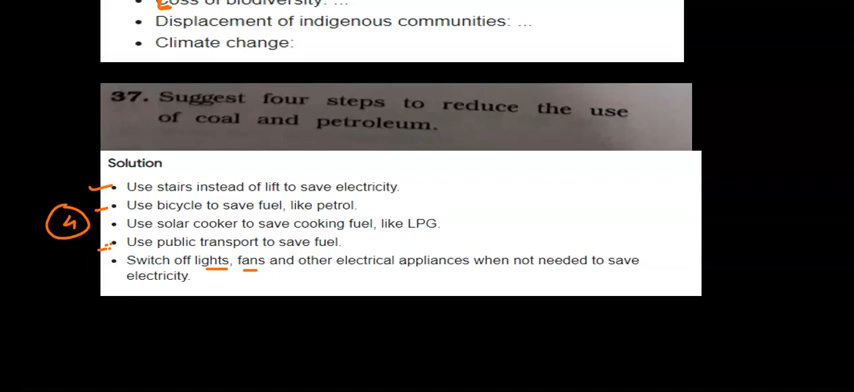 Loss of biodiversity: ...
• Displacement of indigenous communities: ...
• Climate change:
37. Suggest four steps to reduce the use
of coal and petroleum.
Solution
• Use stairs instead of lift to save electricity.
• Use bicycle to save fuel, like petrol.
4
• Use solar cooker to save cooking fuel, like LPG.
• Use public transport to save fuel.
• Switch off lights, fans and other electrical appliances when not needed to save
electricity.